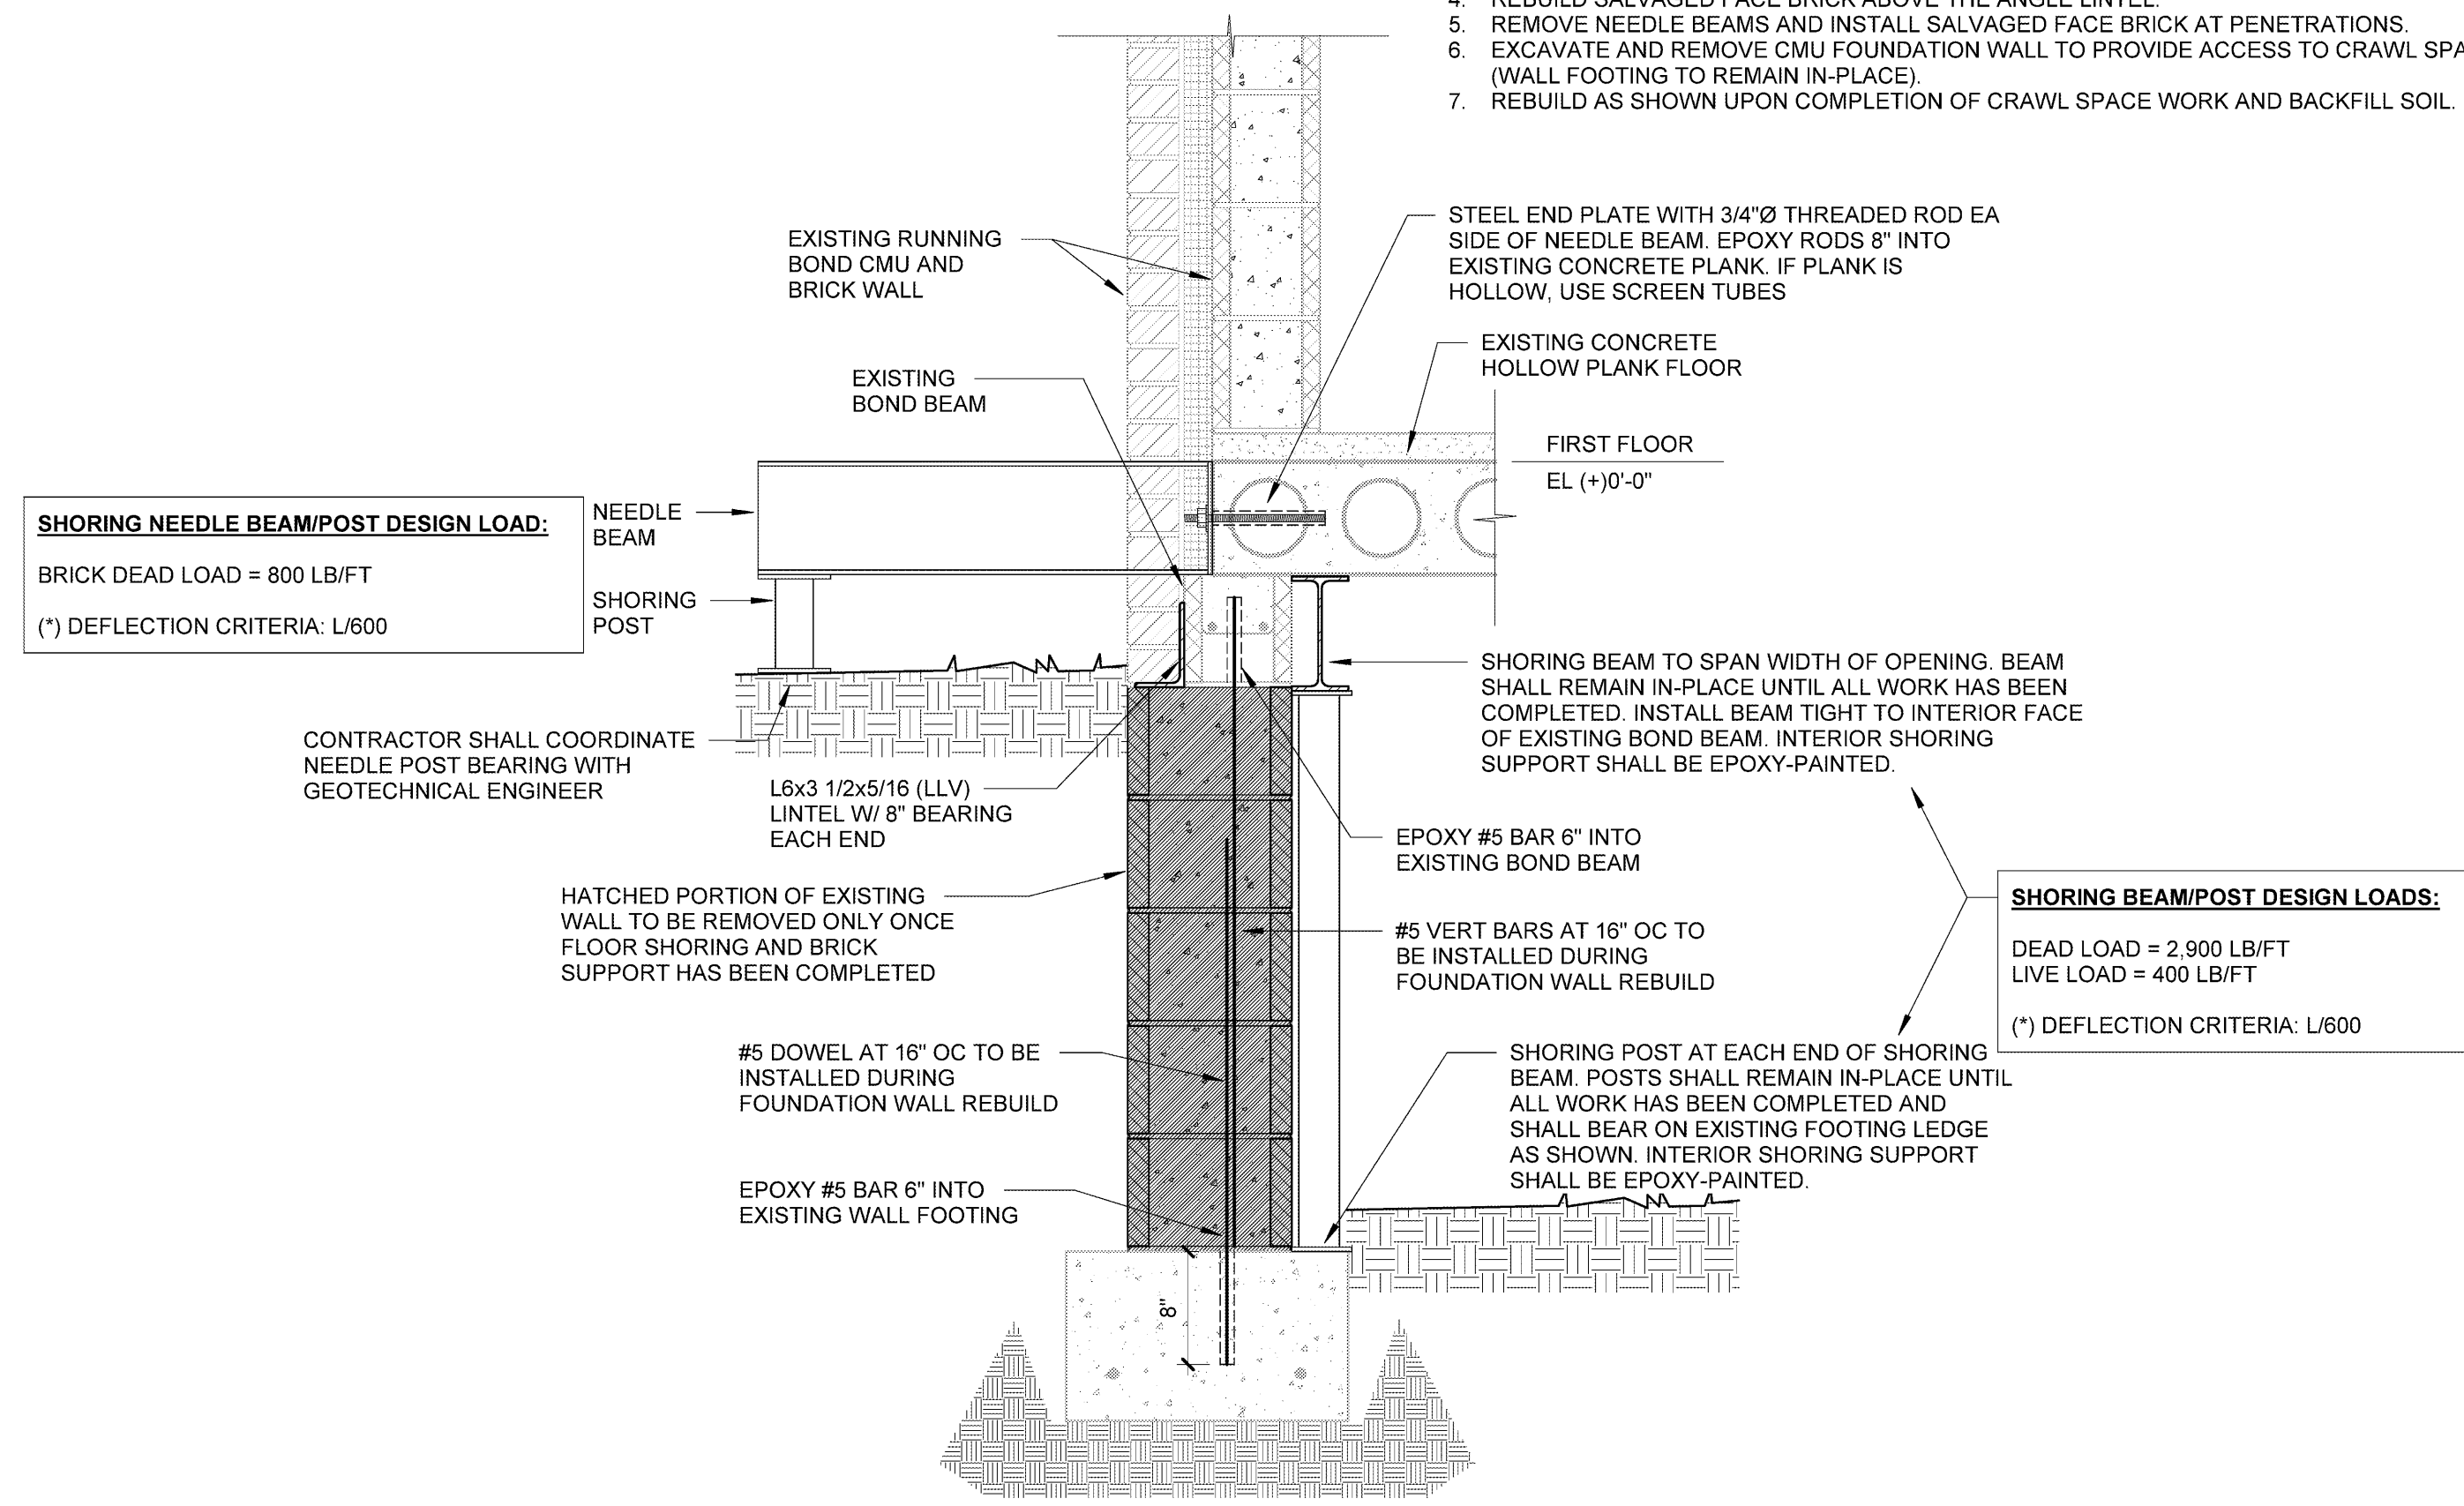 4. REBUILD SALVAGED FACE BRICK ABOVE THE ANGLE LINTEL.
5. REMOVE NEEDLE BEAMS AND INSTALL SALVAGED FACE BRICK AT PENETRATIONS.
6. EXCAVATE AND REMOVE CMU FOUNDATION WALL TO PROVIDE ACCESS TO CRAWL SPA
(WALL FOOTING TO REMAIN IN-PLACE).
7. REBUILD AS SHOWN UPON COMPLETION OF CRAWL SPACE WORK AND BACKFILL SOIL.
EXISTING RUNNING
BOND CMU AND
BRICK WALL
STEEL END PLATE WITH 3/4"Ø THREADED ROD EA
SIDE OF NEEDLE BEAM. EPOXY RODS 8" INTO
EXISTING CONCRETE PLANK. IF PLANK IS
HOLLOW, USE SCREEN TUBES
EXISTING CONCRETE
HOLLOW PLANK FLOOR
EXISTING
BOND BEAM
FIRST FLOOR
EL (+)0'-0"
SHORING NEEDLE BEAM/POST DESIGN LOAD:
BRICK DEAD LOAD = 800 LB/FT
(*) DEFLECTION CRITERIA: L/600
NEEDLE
BEAM
SHORING
POST
SHORING BEAM TO SPAN WIDTH OF OPENING. BEAM
SHALL REMAIN IN-PLACE UNTIL ALL WORK HAS BEEN
COMPLETED. INSTALL BEAM TIGHT TO INTERIOR FACE
OF EXISTING BOND BEAM. INTERIOR SHORING
SUPPORT SHALL BE EPOXY-PAINTED.
CONTRACTOR SHALL COORDINATE
NEEDLE POST BEARING WITH
GEOTECHNICAL ENGINEER
L6x3 1/2x5/16 (LLV)
LINTEL W/ 8" BEARING
EACH END
EPOXY #5 BAR 6" INTO
EXISTING BOND BEAM
HATCHED PORTION OF EXISTING
WALL TO BE REMOVED ONLY ONCE
FLOOR SHORING AND BRICK
SUPPORT HAS BEEN COMPLETED
#5 VERT BARS AT 16" OC TO
BE INSTALLED DURING
FOUNDATION WALL REBUILD
SHORING BEAM/POST DESIGN LOADS:
DEAD LOAD = 2,900 LB/FT
LIVE LOAD = 400 LB/FT
(*) DEFLECTION CRITERIA: L/600
#5 DOWEL AT 16" OC TO BE
INSTALLED DURING
FOUNDATION WALL REBUILD
SHORING POST AT EACH END OF SHORING
BEAM. POSTS SHALL REMAIN IN-PLACE UNTIL
ALL WORK HAS BEEN COMPLETED AND
SHALL BEAR ON EXISTING FOOTING LEDGE
AS SHOWN. INTERIOR SHORING SUPPORT
SHALL BE EPOXY-PAINTED.
EPOXY #5 BAR 6" INTO
EXISTING WALL FOOTING
8"